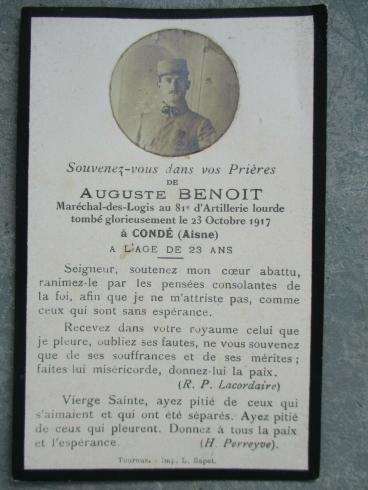 Souvenez-vous dans vos Prières
DE
AUGUSTE BENOIT
Maréchal-des-Logis au 81e d'Artillerie lourde
tombé glorieusement le 23 Octobre 1917
à CONDÉ (Aisne)
A L'AGE DE 23 ANS
Seigneur, soutenez mon cœur abattu,
ranimez-le par les pensées consolantes de
la foi, afin que je ne m'attriste pas, comme
ceux qui sont sans espérance.
Recevez dans votre royaume celui que
je pleure, oubliez ses fautes, ne vous souvenez
que de ses souffrances et de ses mérites;
faites lui miséricorde, donnez-lui la paix.
(R. P. Lacordaire)
Vierge Sainte, ayez pitié de ceux qui
s'aimaient et qui ont été séparés. Ayez pitié
de ceux qui pleurent. Donnez à tous la paix
et l'espérance. (H. Perreyve).
Tournus. - Imp. L. Sapet.